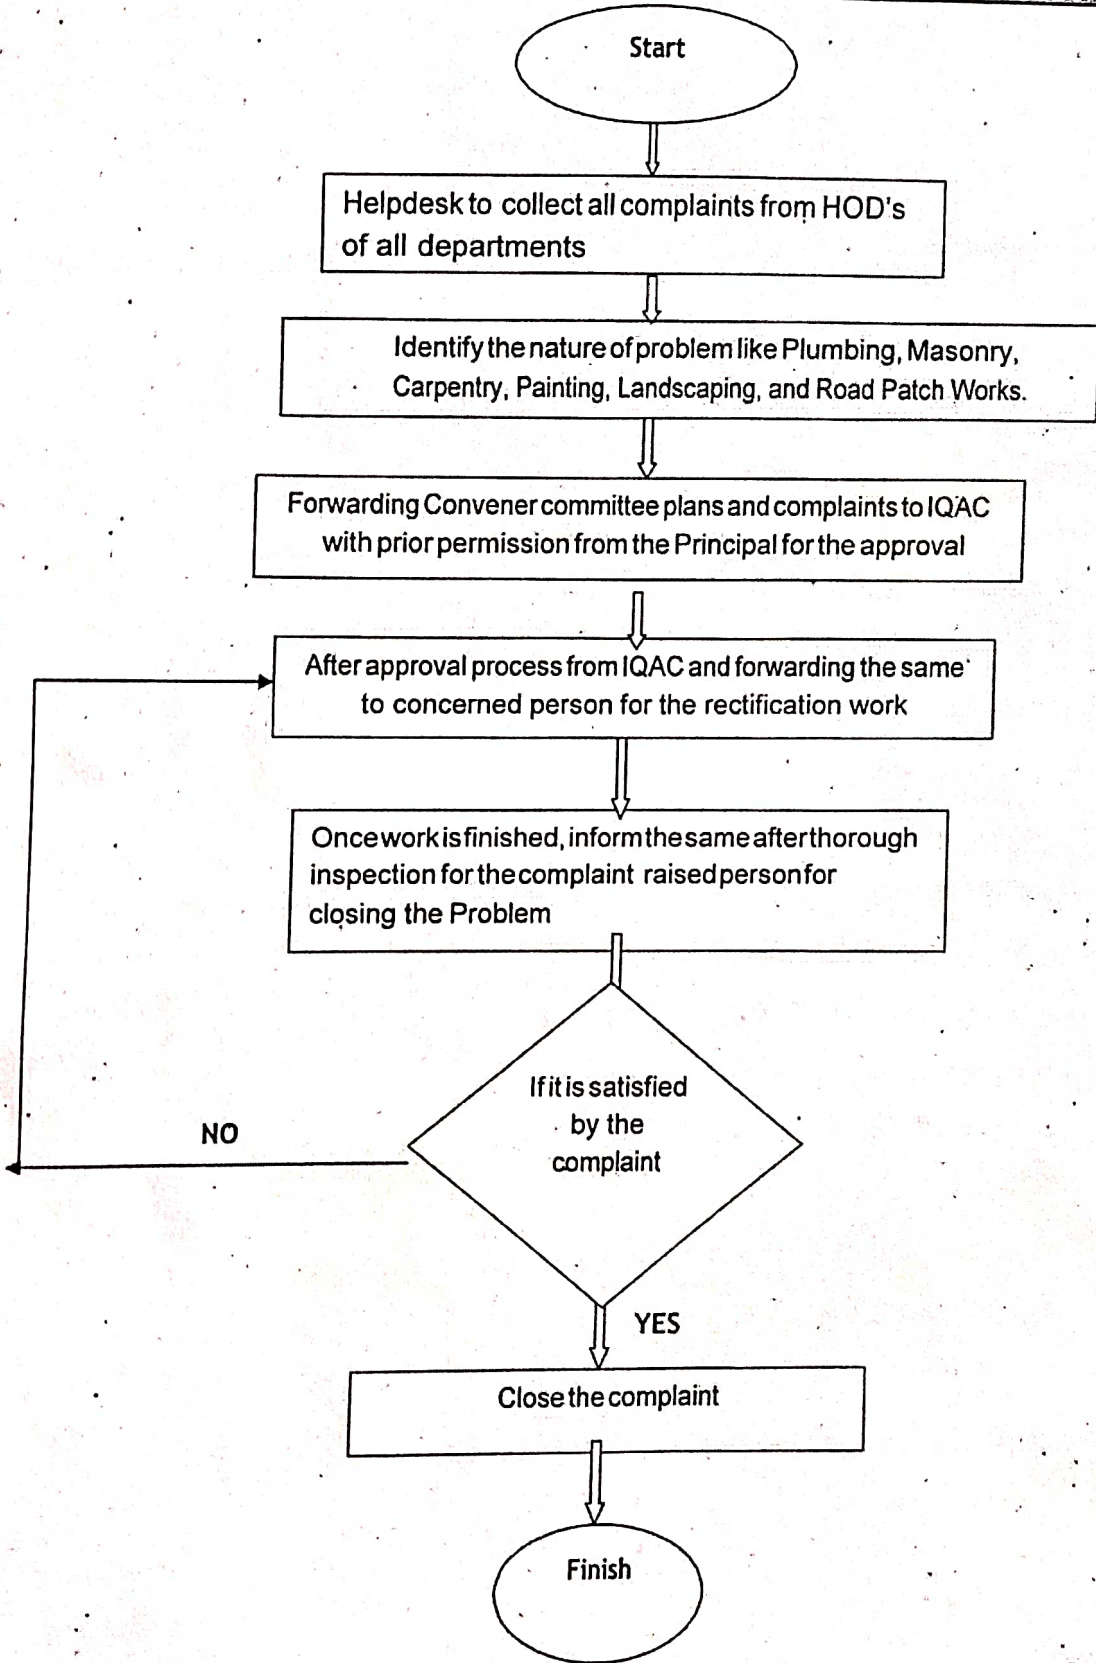 Start
Helpdesk to collect all complaints from HOD's
of all departments
Identify the nature of problem like Plumbing, Masonry,
Carpentry, Painting, Landscaping, and Road Patch Works.
Forwarding Convener committee plans and complaints to IQAC
with prior permission from the Principal for the approval
After approval process from IQAC and forwarding the same
to concerned person for the rectification work
Once work is finished, inform the same after thorough
inspection for the complaint raised person for
closing the Problem
If it is satisfied
by the
complaint
NO
YES
Close the complaint
Finish